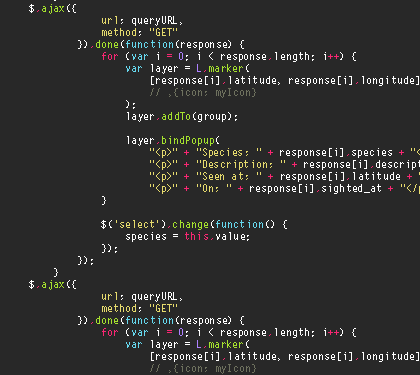 $.ajax({
url: queryURL,
method: "GET"
}).done(function(response) {
for (var i = 0; i < response.length; i++) {
var layer = L.marker(
[response[i].latitude, response[i].longitude]
// ,{icon: myIcon}
);
layer.addTo(group);
layer.bindPopup(
"<p>" + "Species: " + response[i].species + "<
"<p>" + "Description: " + response[i].descript
"<p>" + "Seen at: " + response[i].latitude + "
"<p>" + "On: " + response[i].sighted_at + "</p
}
$('select').change(function() {
species = this.value;
});
});
}
$.ajax({
url: queryURL,
method: "GET"
}).done(function(response) {
for (var i = 0; i < response.length; i++) {
var layer = L.marker(
[response[i].latitude, response[i].longitude]
// ,{icon: myIcon}